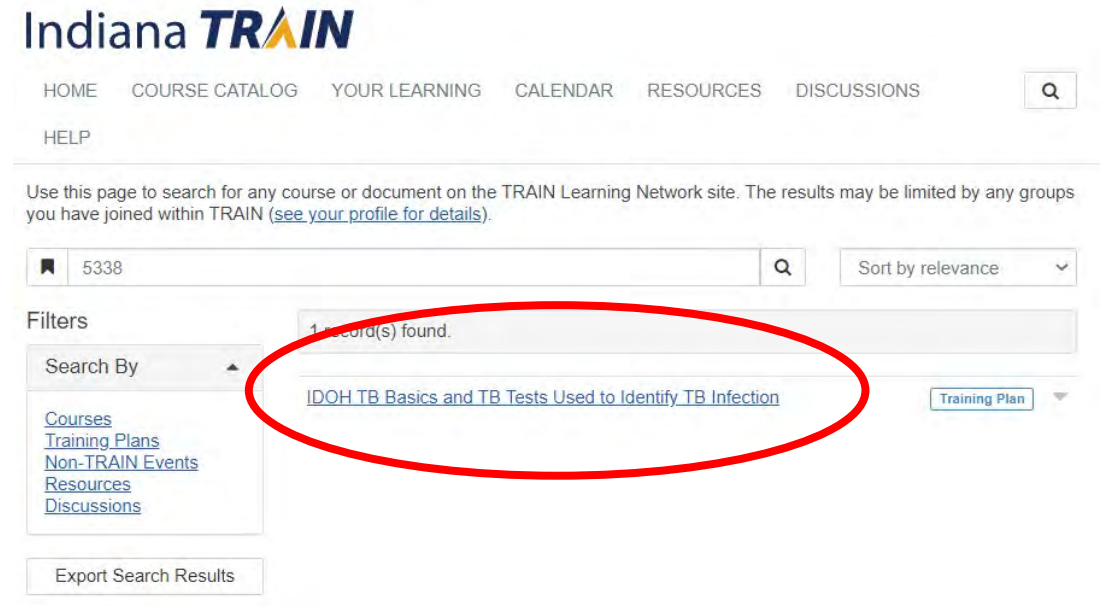 Indiana TRAIN
HOME COURSE CATALOG YOUR LEARNING CALENDAR RESOURCES DISCUSSIONS
HELP
Use this page to search for any course or document on the TRAIN Learning Network site. The results may be limited by any groups
you have joined within TRAIN (see your profile for details).
5338 Sort by relevance
Filters
1 record(s) found.
Search By
IDOH TB Basics and TB Tests Used to Identify TB Infection Training Plan
Courses
Training Plans
Non-TRAIN Events
Resources
Discussions
Export Search Results